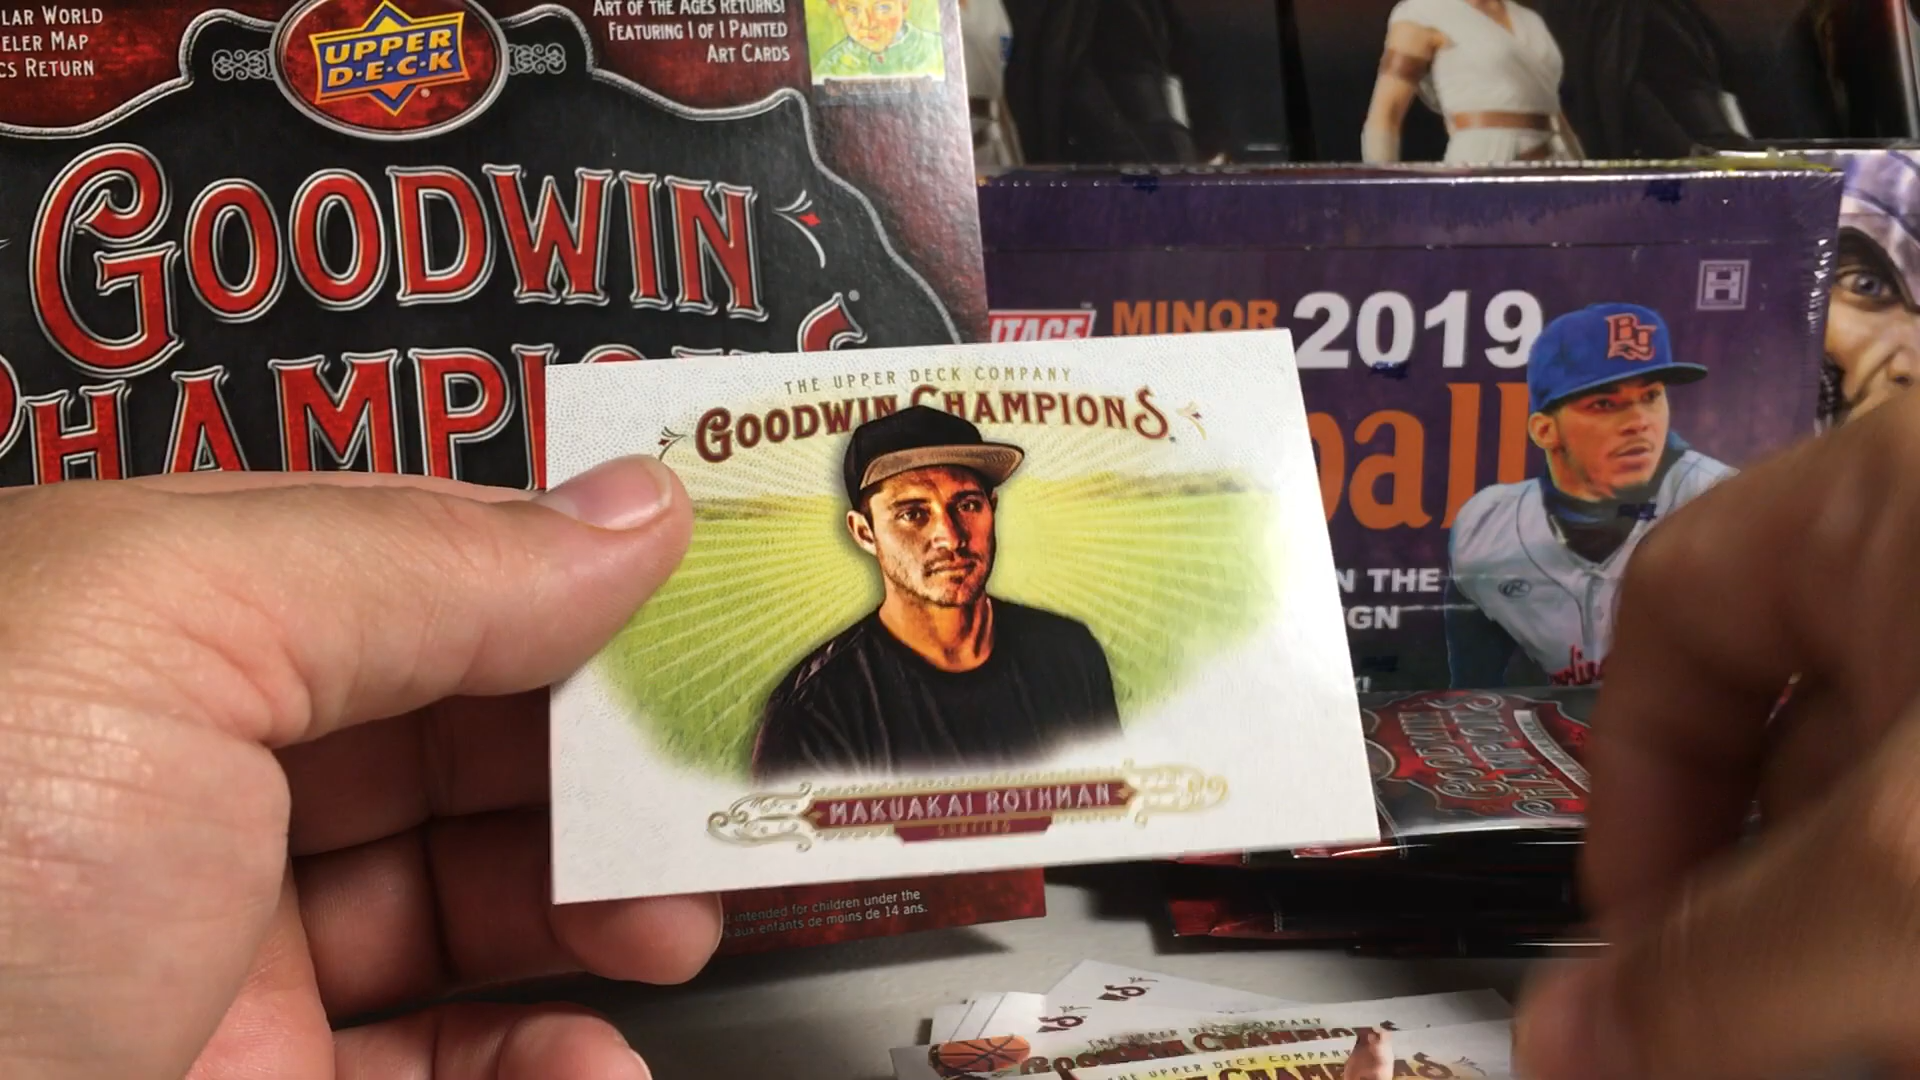 LAR WORLD
ELER MAP
CS RETURN
UPPER
D·E·C·K
ART OF THE AGES RETURNS!
FEATURING 1 OF 1 PAINTED
ART CARDS
GOODWIN
HAMPI
ITAGE
MINOR
2019
ball
N THE
IGN
THE UPPER DECK COMPANY
GOODWIN CHAMPIONS
MAKUAKAI ROTHMAN
SURFING
GOODWIN
CHAMPIONS
intended for children under the
aux enfants de moins de 14 ans.
THE UPPER DECK COMPANY
GOODWIN CHAMPIONS
THE UPPER DECK COMPANY